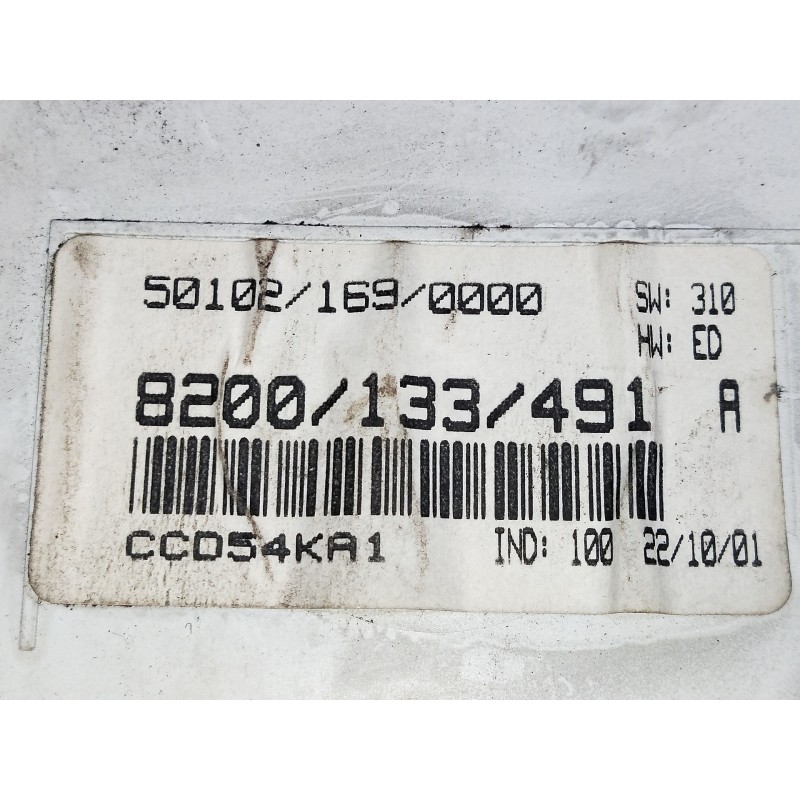 50102/169/0000 SW: 310
HW: ED
8200/133/491 A
CCD54KA1 IND: 100 22/10/01